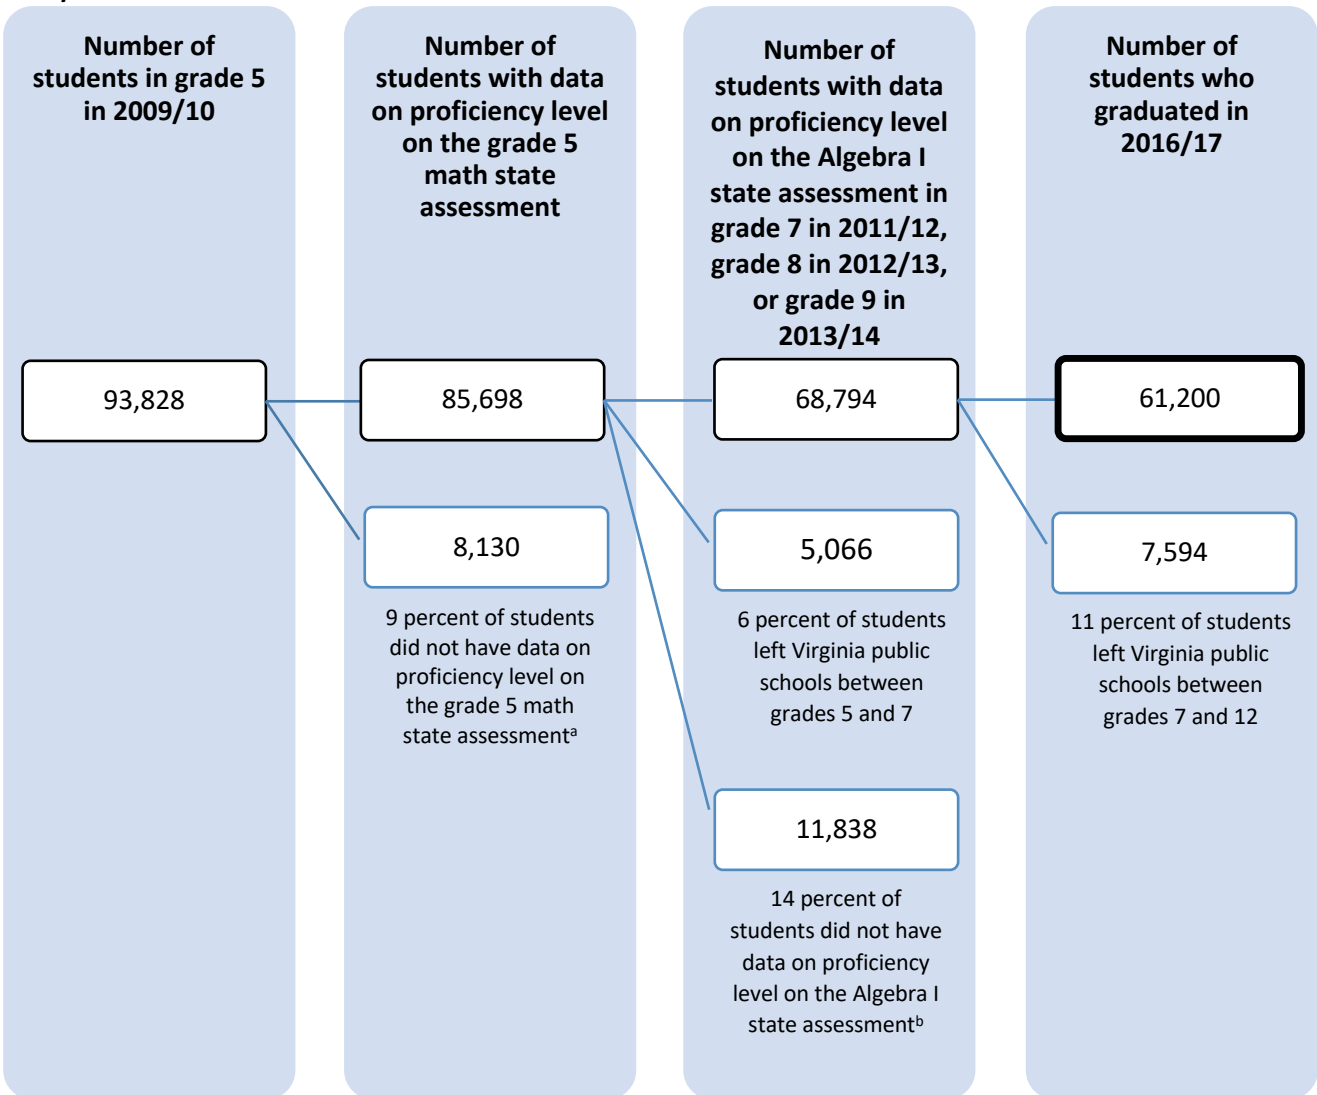 Number of
students in grade 5
in 2009/10
Number of
students with data
on proficiency level
on the grade 5
math state
assessment
Number of
students with data
on proficiency level
on the Algebra I
state assessment in
grade 7 in 2011/12,
grade 8 in 2012/13,
or grade 9 in
2013/14
Number of
students who
graduated in
2016/17
93,828
85,698
68,794
61,200
8,130
9 percent of students
did not have data on
proficiency level on
the grade 5 math
state assessmentᵃ
5,066
6 percent of students
left Virginia public
schools between
grades 5 and 7
7,594
11 percent of students
left Virginia public
schools between
grades 7 and 12
11,838
14 percent of
students did not have
data on proficiency
level on the Algebra I
state assessmentᵇ